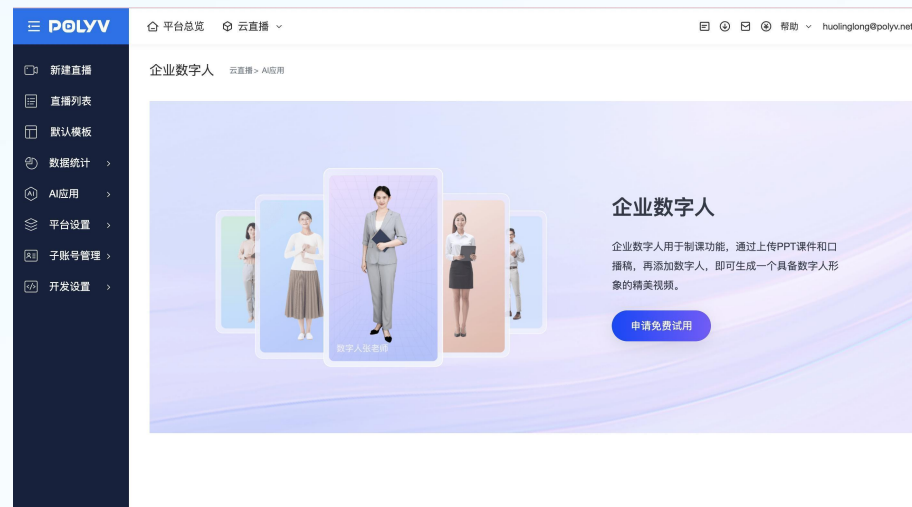 POLYV
平台总览 云直播 帮助 huolinglong@polyv.net
新建直播
直播列表
默认模板
数据统计
AI应用
平台设置
子账号管理
开发设置
企业数字人 云直播> AI应用
数字人张老师
企业数字人
企业数字人用于制课功能，通过上传PPT课件和口
播稿，再添加数字人，即可生成一个具备数字人形
象的精美视频。
申请免费试用